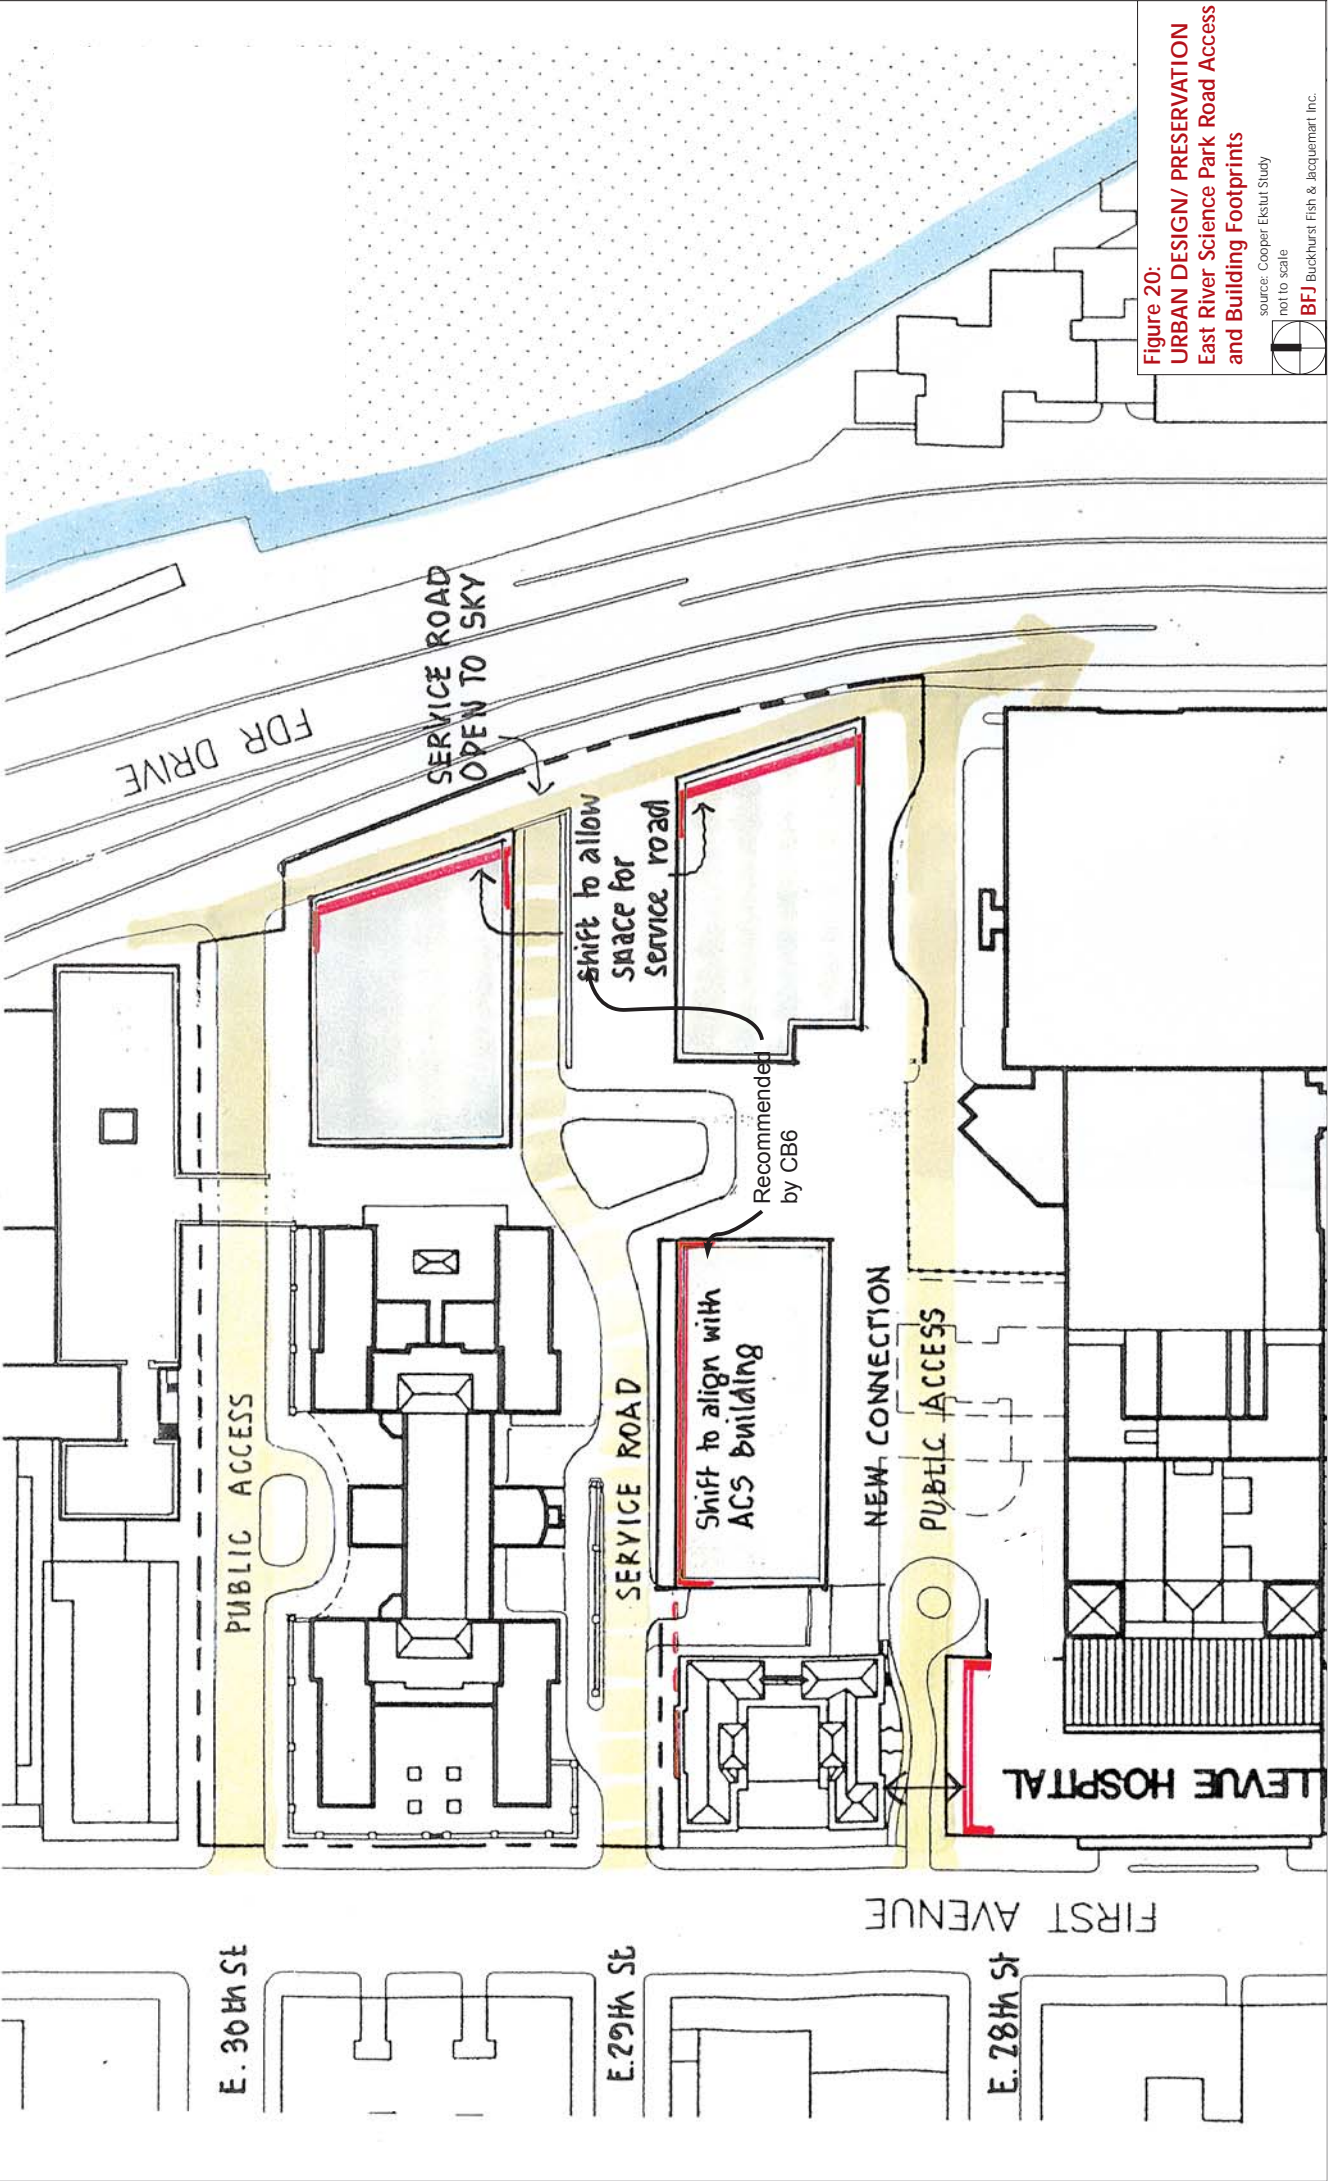 FDR DRIVE
SERVICE ROAD
OPEN TO SKY
shift to allow
space for
service road
Recommended
by CB6
PUBLIC ACCESS
SERVICE ROAD
Shift to align with
ACS building
NEW CONNECTION
PUBLIC ACCESS
LLEVUE HOSPITAL
FIRST AVENUE
E. 30th St
E. 29th St
E. 28th St
Figure 20:
URBAN DESIGN/ PRESERVATION
East River Science Park Road Access
and Building Footprints
source: Cooper Ekstut Study
not to scale
BFJ Buckhurst Fish & Jacquemart Inc.